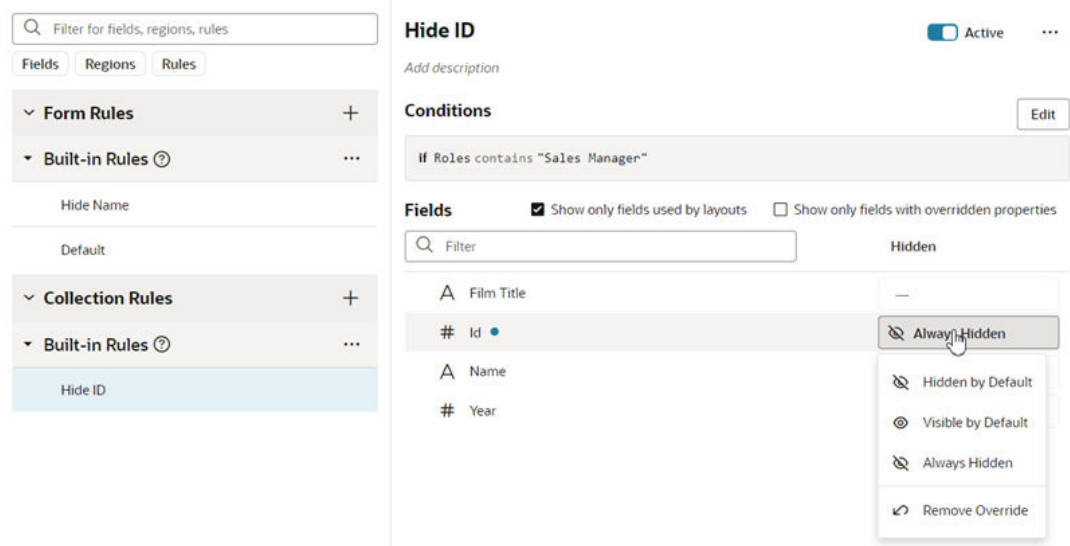 Filter for fields, regions, rules
Fields Regions Rules
Form Rules
Built-in Rules
Hide Name
Default
Collection Rules
Built-in Rules
Hide ID
Hide ID
Active
Add description
Conditions
Edit
if Roles contains "Sales Manager"
Fields Show only fields used by layouts Show only fields with overridden properties
Filter Hidden
Film Title —
# Id Always Hidden
Name
# Year
Hidden by Default
Visible by Default
Always Hidden
Remove Override